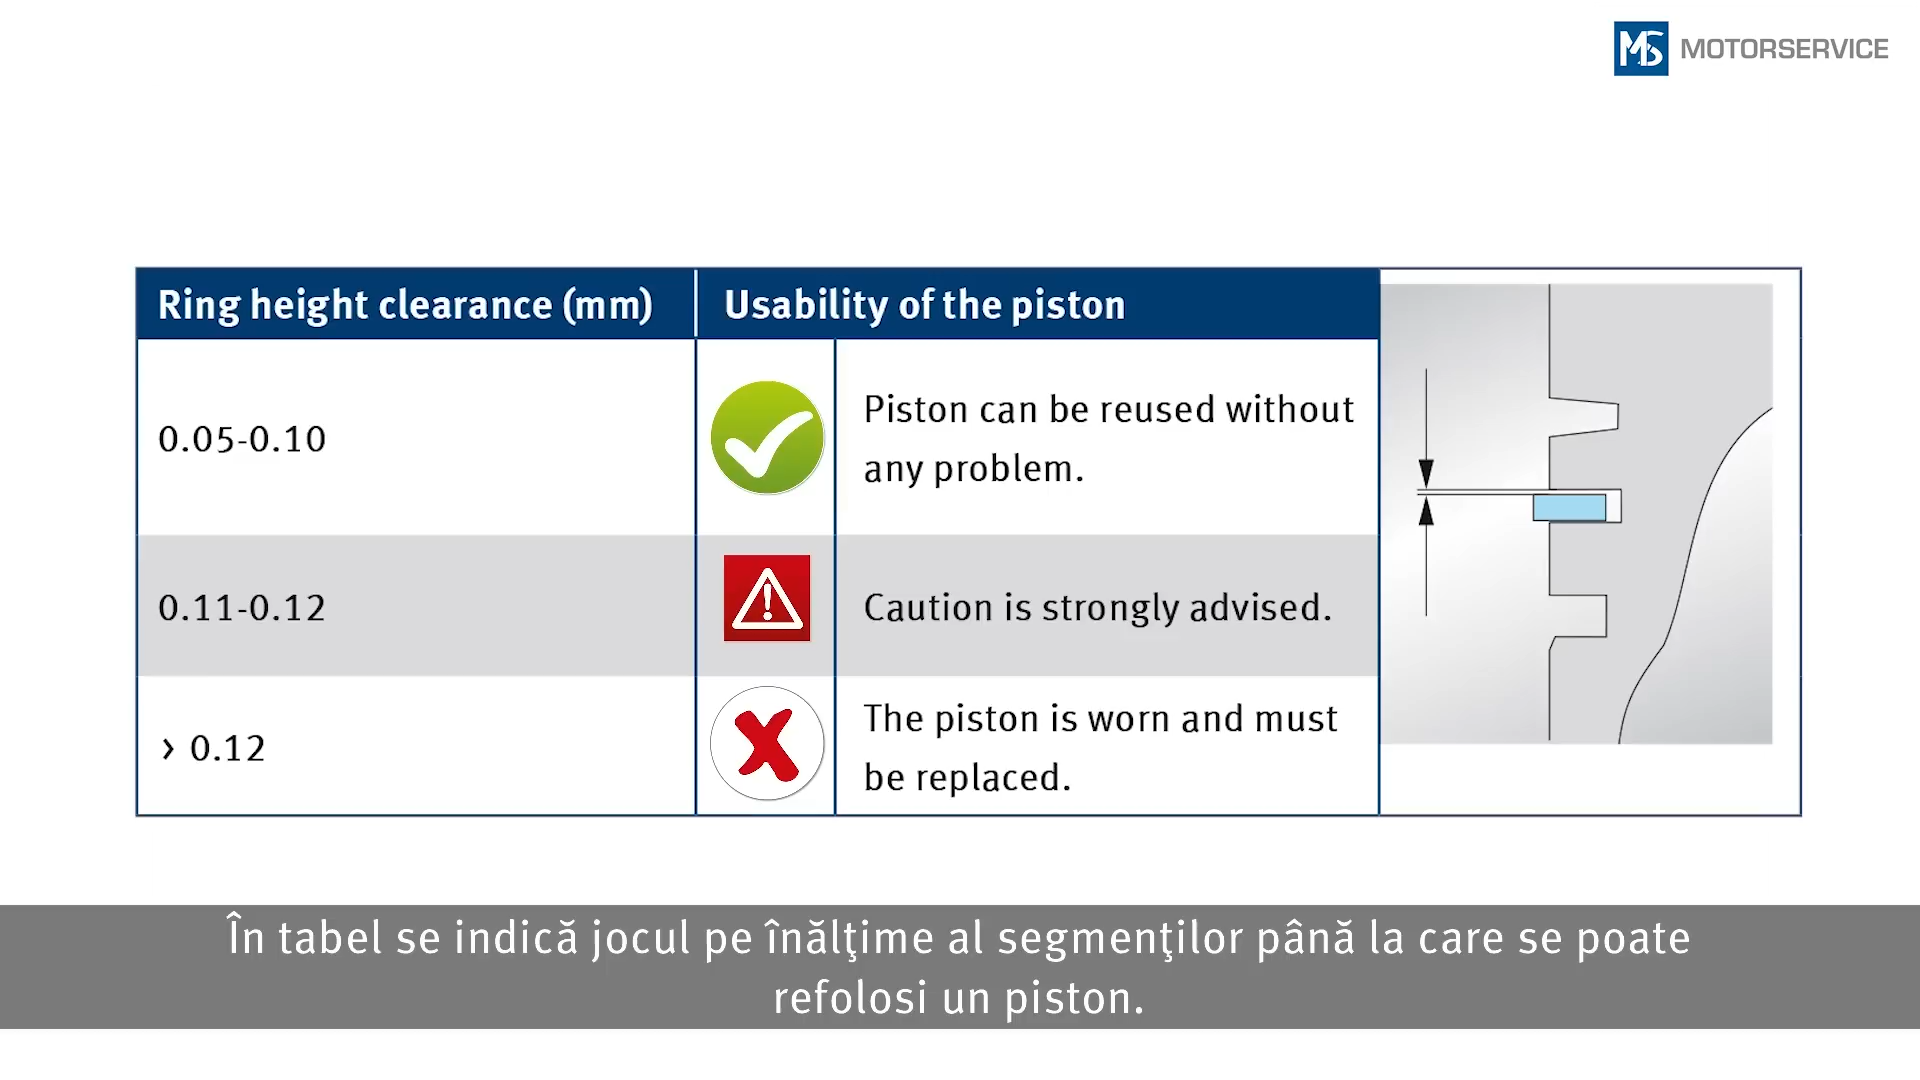 MS MOTORSERVICE
Ring height clearance (mm)
Usability of the piston
0.05-0.10
Piston can be reused without
any problem.
0.11-0.12
Caution is strongly advised.
> 0.12
The piston is worn and must
be replaced.
În tabel se indică jocul pe înălţime al segmenţilor până la care se poate
refolosi un piston.